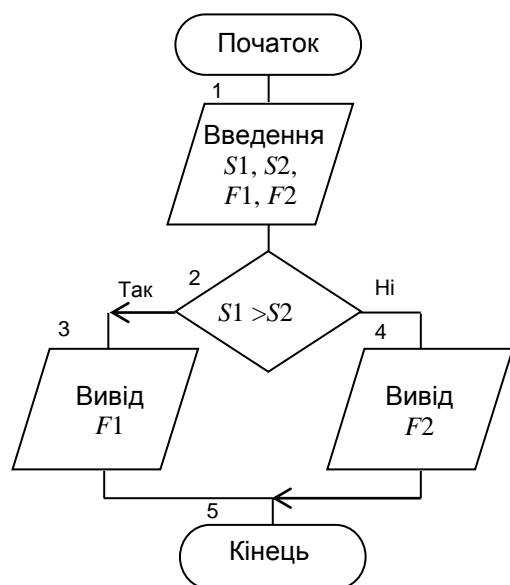 Початок
1
Введення
S1, S2,
F1, F2
2
Так
S1 >S2
Ні
3
4
Вивід
F1
Вивід
F2
5
Кінець